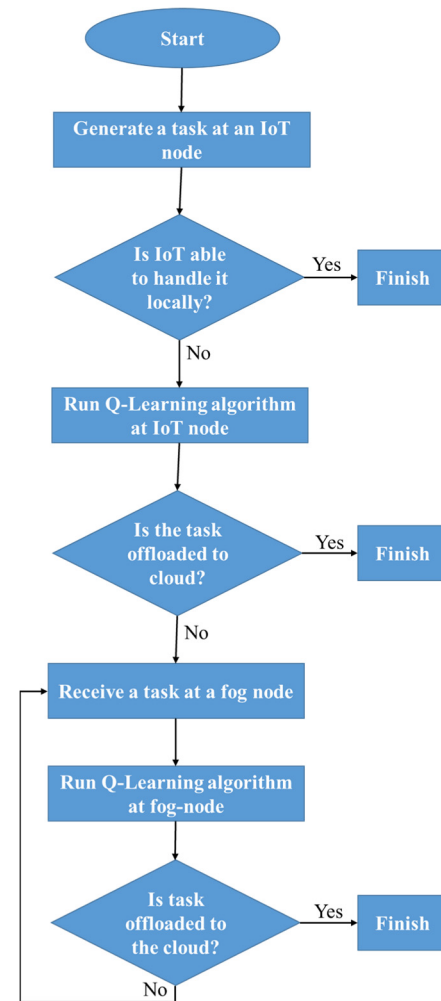 Start
Generate a task at an IoT
node
Is IoT able
to handle it
locally?
Yes
Finish
No
Run Q-Learning algorithm
at IoT node
Is the task
offloaded to
cloud?
Yes
Finish
No
Receive a task at a fog node
Run Q-Learning algorithm
at fog-node
Is task
offloaded to
the cloud?
Yes
Finish
No